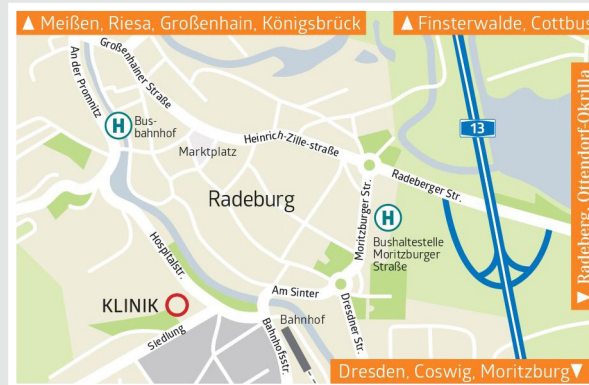 ▲ Meißen, Riesa, Großenhain, Königsbrück
▲ Finsterwalde, Cottbus
An der Promnitz
Großenhainer Straße
H
Bus-
bahnhof
Marktplatz
Heinrich-Zille-straße
13
▼ Radeberg, Ottendorf-Okrilla
Radeburg
Moritzburger Str.
Radeberger Str.
H
Bushaltestelle
Moritzburger
Straße
Hospitalstr.
KLINIK
Siedlung
Am Sinter
Bahnhof
Bahnhofsstr.
Dresdner Str.
Dresden, Coswig, Moritzburg▼